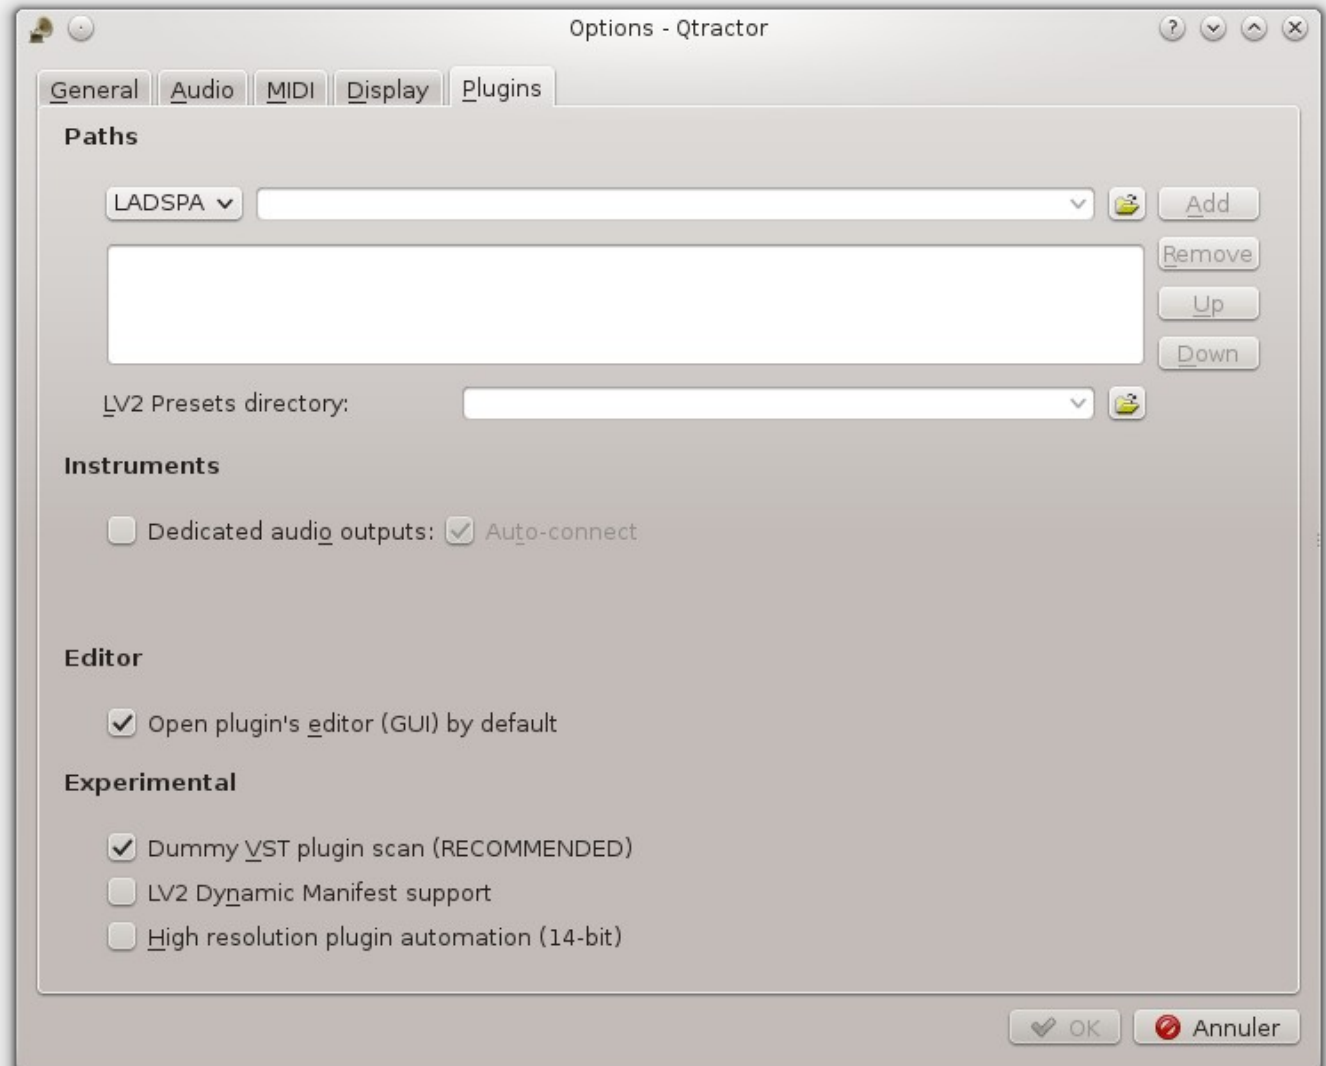 Options - Qtractor
General Audio MIDI Display Plugins
Paths
LADSPA Add
Remove
Up
Down
LV2 Presets directory:
Instruments
Dedicated audio outputs: Auto-connect
Editor
Open plugin's editor (GUI) by default
Experimental
Dummy VST plugin scan (RECOMMENDED)
LV2 Dynamic Manifest support
High resolution plugin automation (14-bit)
OK Annuler